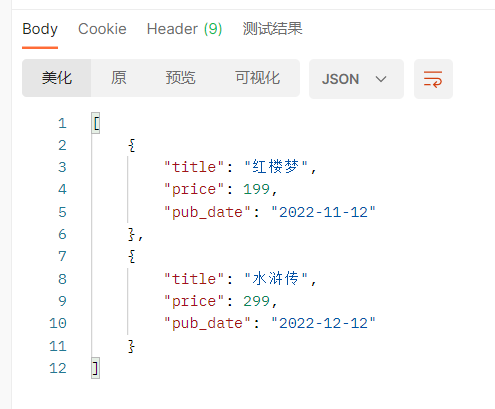 Body Cookie Header (9) 测试结果
美化 原 预览 可视化 JSON
1 [
2 {
3 "title": "红楼梦",
4 "price": 199,
5 "pub_date": "2022-11-12"
6 },
7 {
8 "title": "水浒传",
9 "price": 299,
10 "pub_date": "2022-12-12"
11 }
12 ]